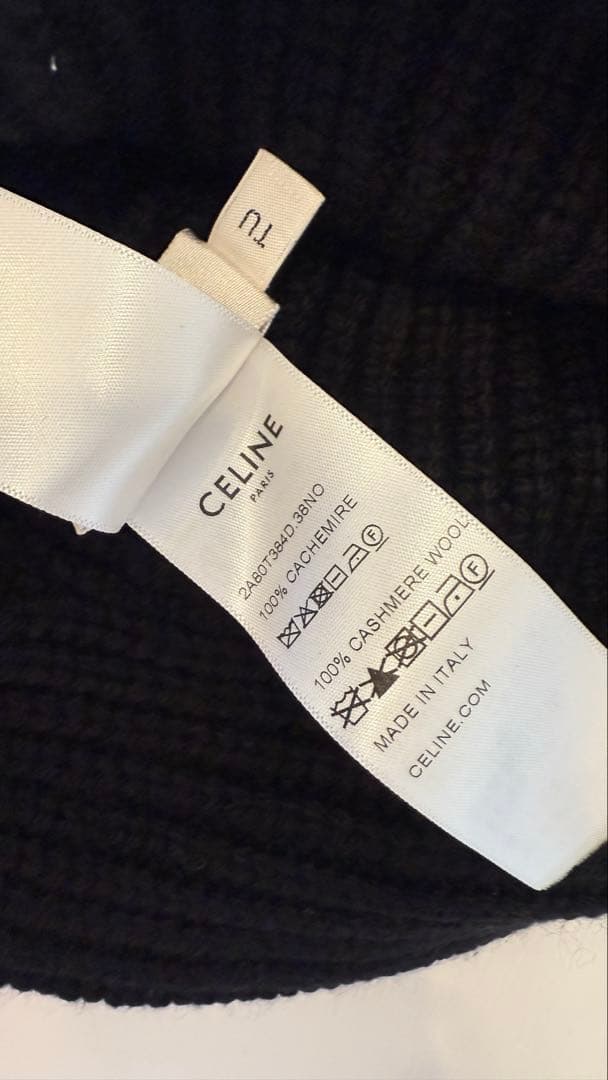 TU
CELINE
PARIS
2A80T384D.38NO
100% CACHEMIRE
F
100% CASHMERE WOOL
F
MADE IN ITALY
CELINE.COM